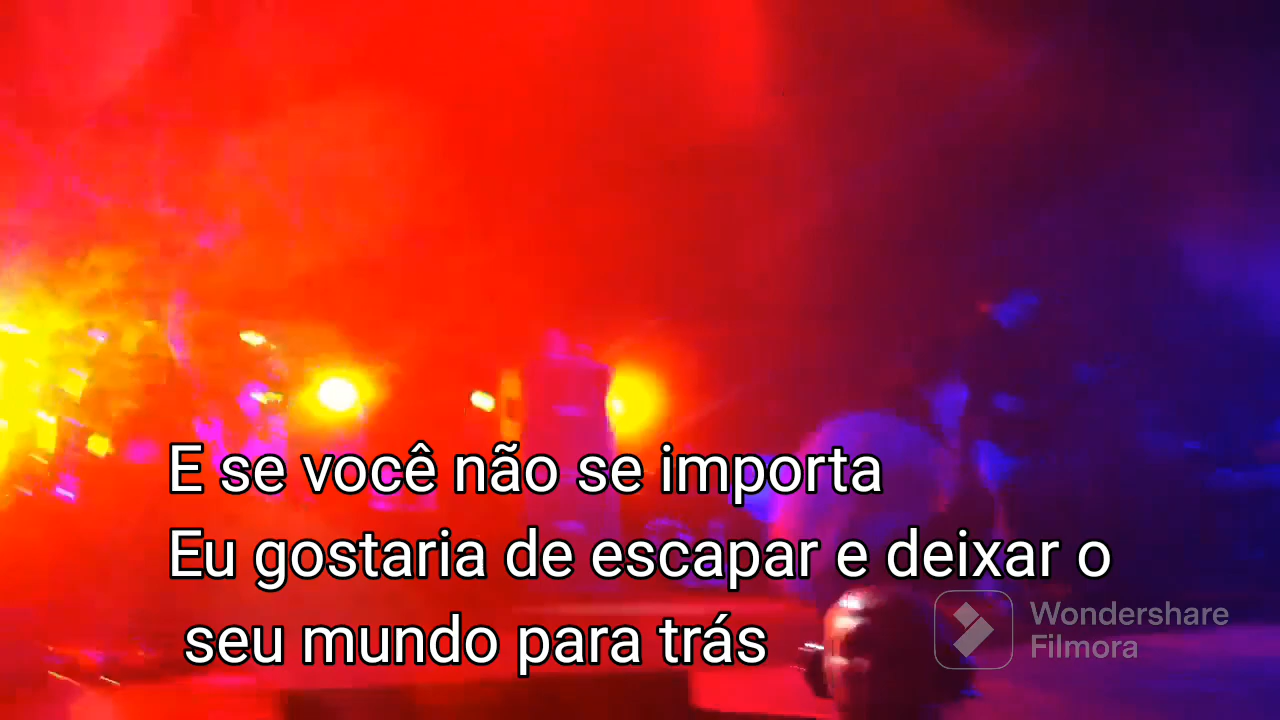 E se você não se importa
Eu gostaria de escapar e deixar o
seu mundo para trás
Wondershare
Filmora